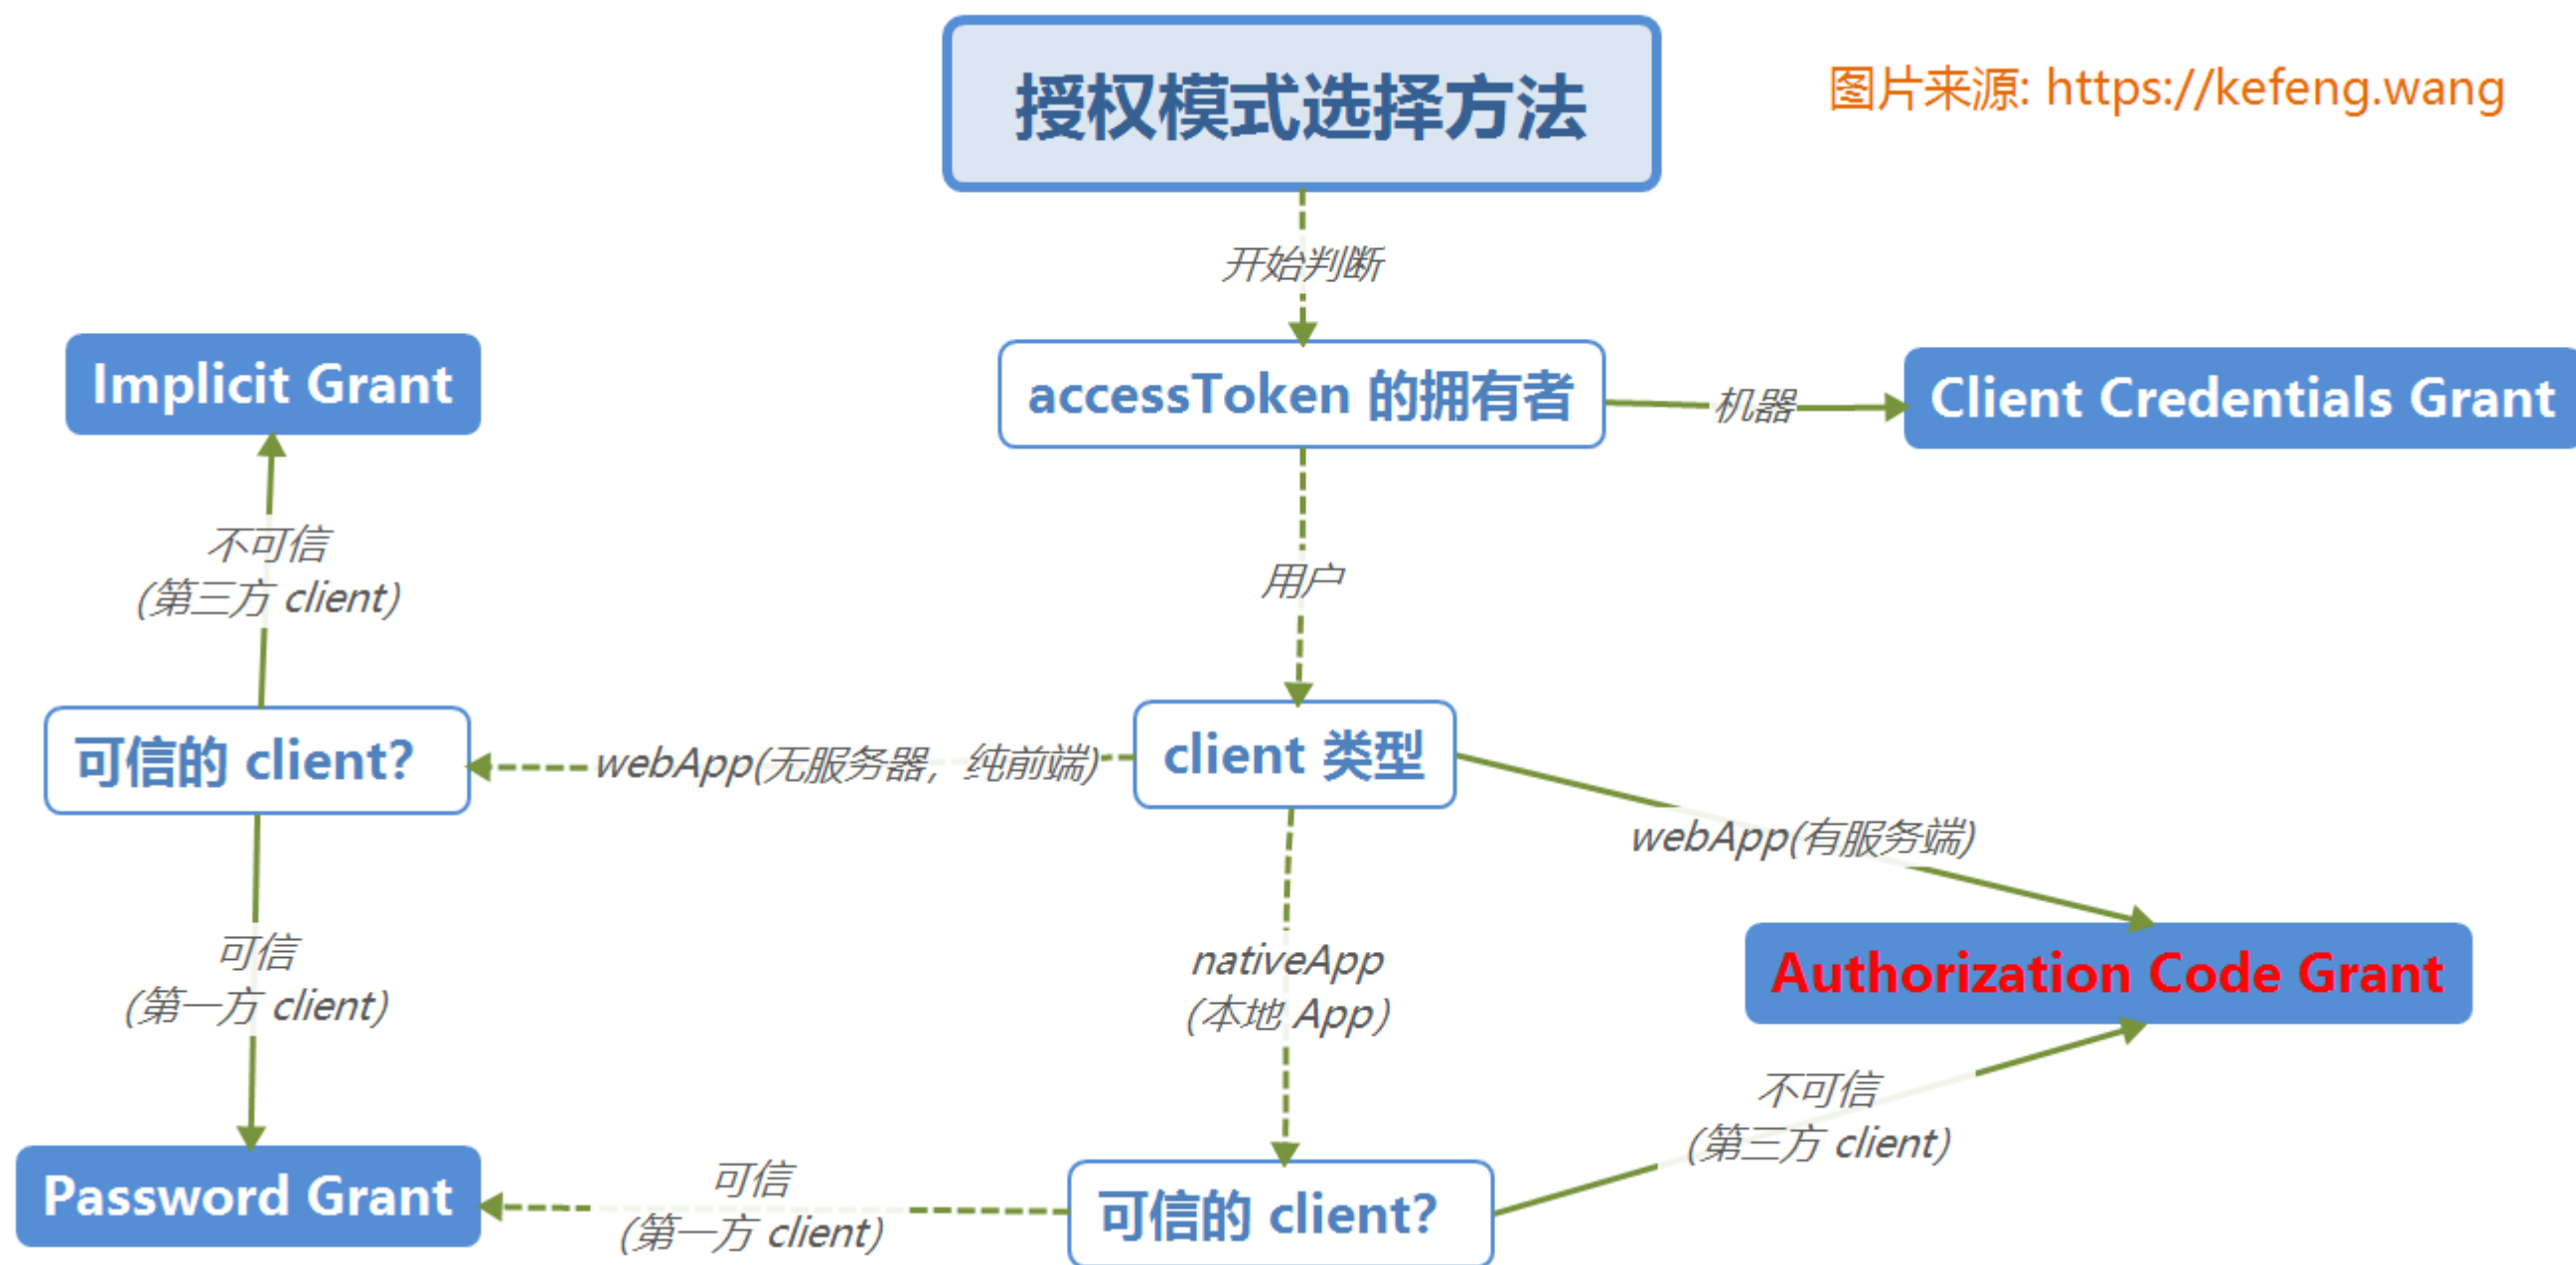 授权模式选择方法
图片来源: https://kefeng.wang
开始判断
Implicit Grant
accessToken 的拥有者
机器
Client Credentials Grant
不可信
(第三方 client)
用户
可信的 client?
webApp(无服务器，纯前端)
client 类型
webApp(有服务端)
可信
(第一方 client)
nativeApp
(本地 App)
Authorization Code Grant
不可信
(第三方 client)
Password Grant
可信
(第一方 client)
可信的 client?